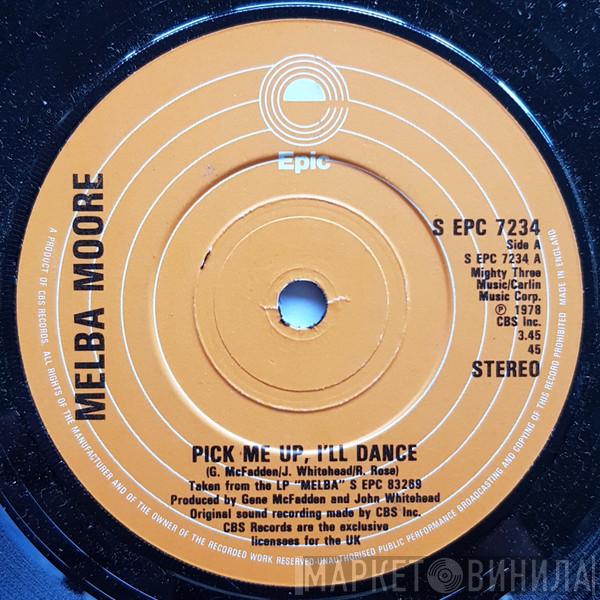 Epic
MELBA MOORE
S EPC 7234
Side A
S EPC 7234 A
Mighty Three
Music/Carlin
Music Corp.
℗ 1978
CBS Inc.
3.45
45
STEREO
PICK ME UP, I'LL DANCE
(G. McFadden/J. Whitehead/R. Rose)
Taken from the LP "MELBA" S EPC 83269
Produced by Gene McFadden and John Whitehead
Original sound recording made by CBS Inc.
CBS Records are the exclusive
licensees for the UK
A PRODUCT OF CBS RECORDS. ALL RIGHTS OF THE MANUFACTURER AND OF THE OWNER OF THE RECORDED WORK RESERVED-UNAUTHORISED PUBLIC PERFORMANCE BROADCASTING AND COPYING OF THIS RECORD PROHIBITED MADE IN ENGLAND
МАРКЕТ ВИНИЛА